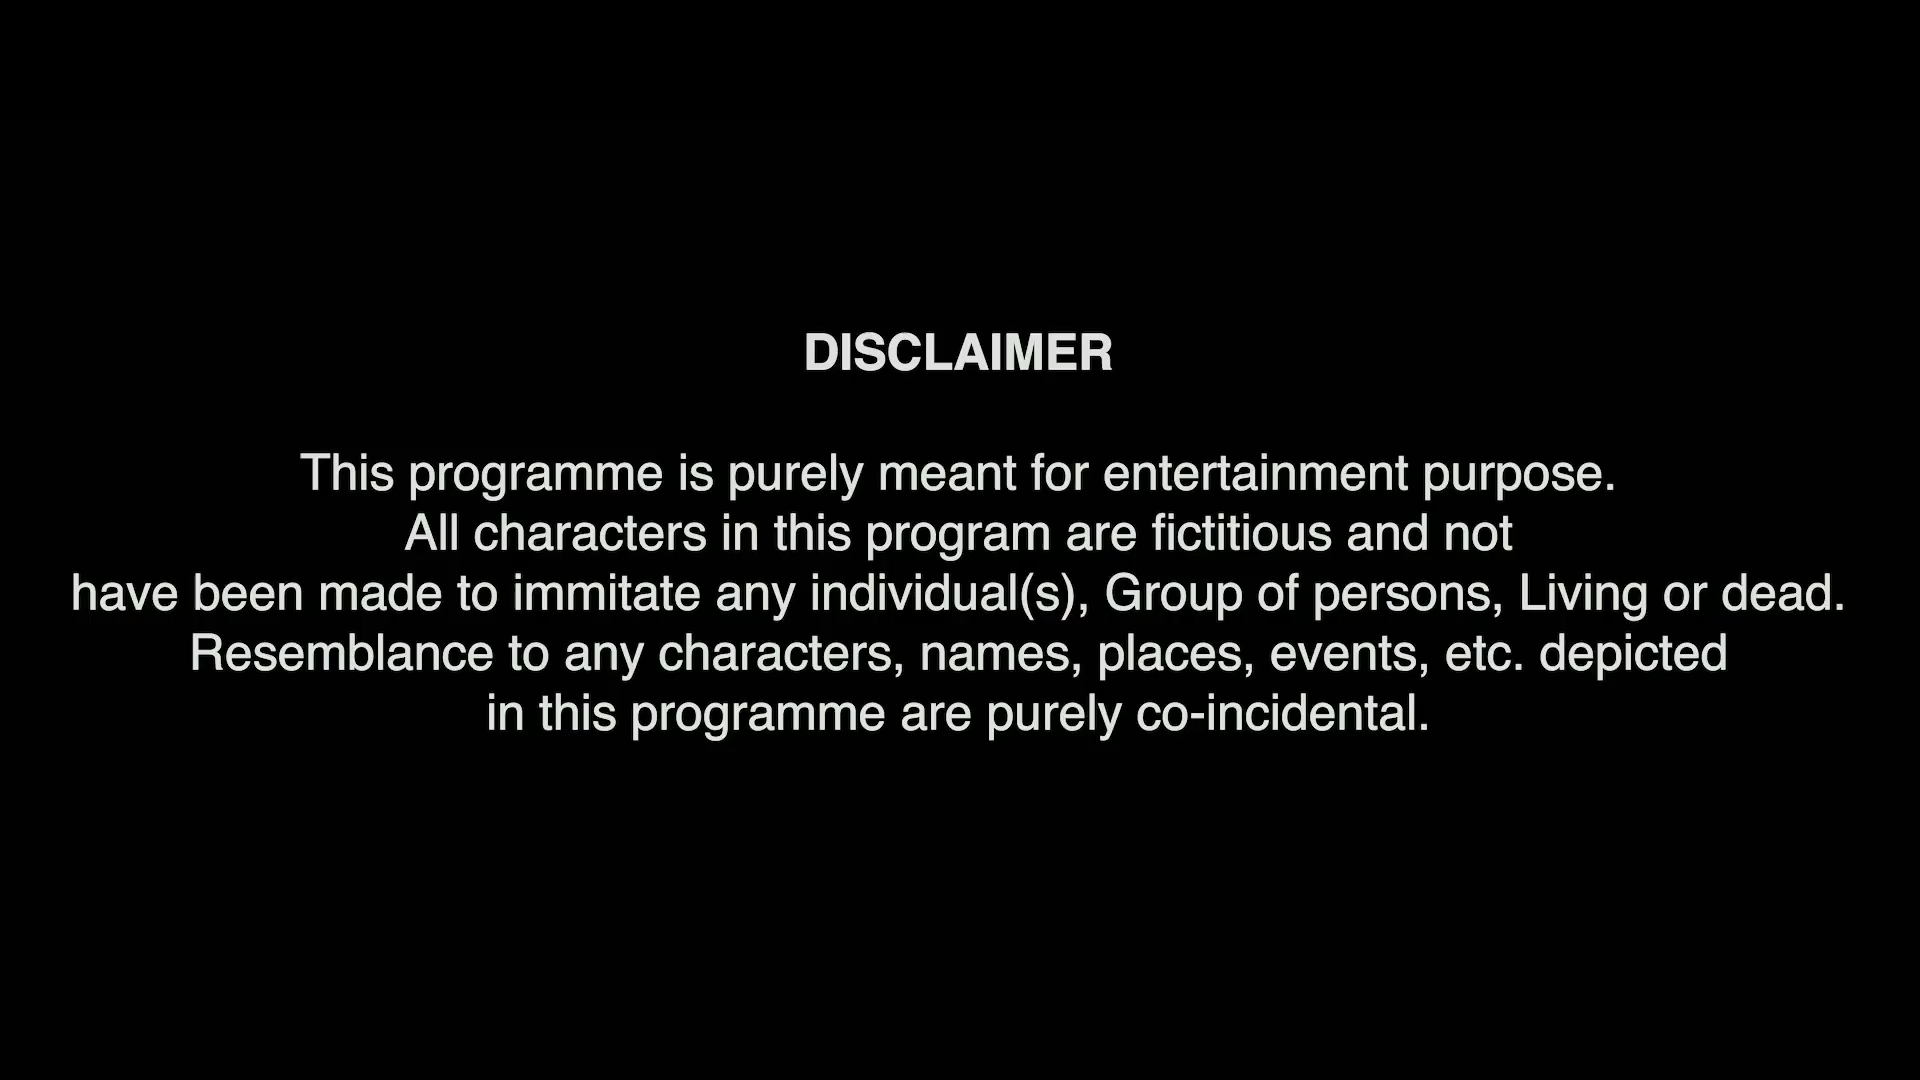 DISCLAIMER
This programme is purely meant for entertainment purpose.
All characters in this program are fictitious and not
have been made to immitate any individual(s), Group of persons, Living or dead.
Resemblance to any characters, names, places, events, etc. depicted
in this programme are purely co-incidental.